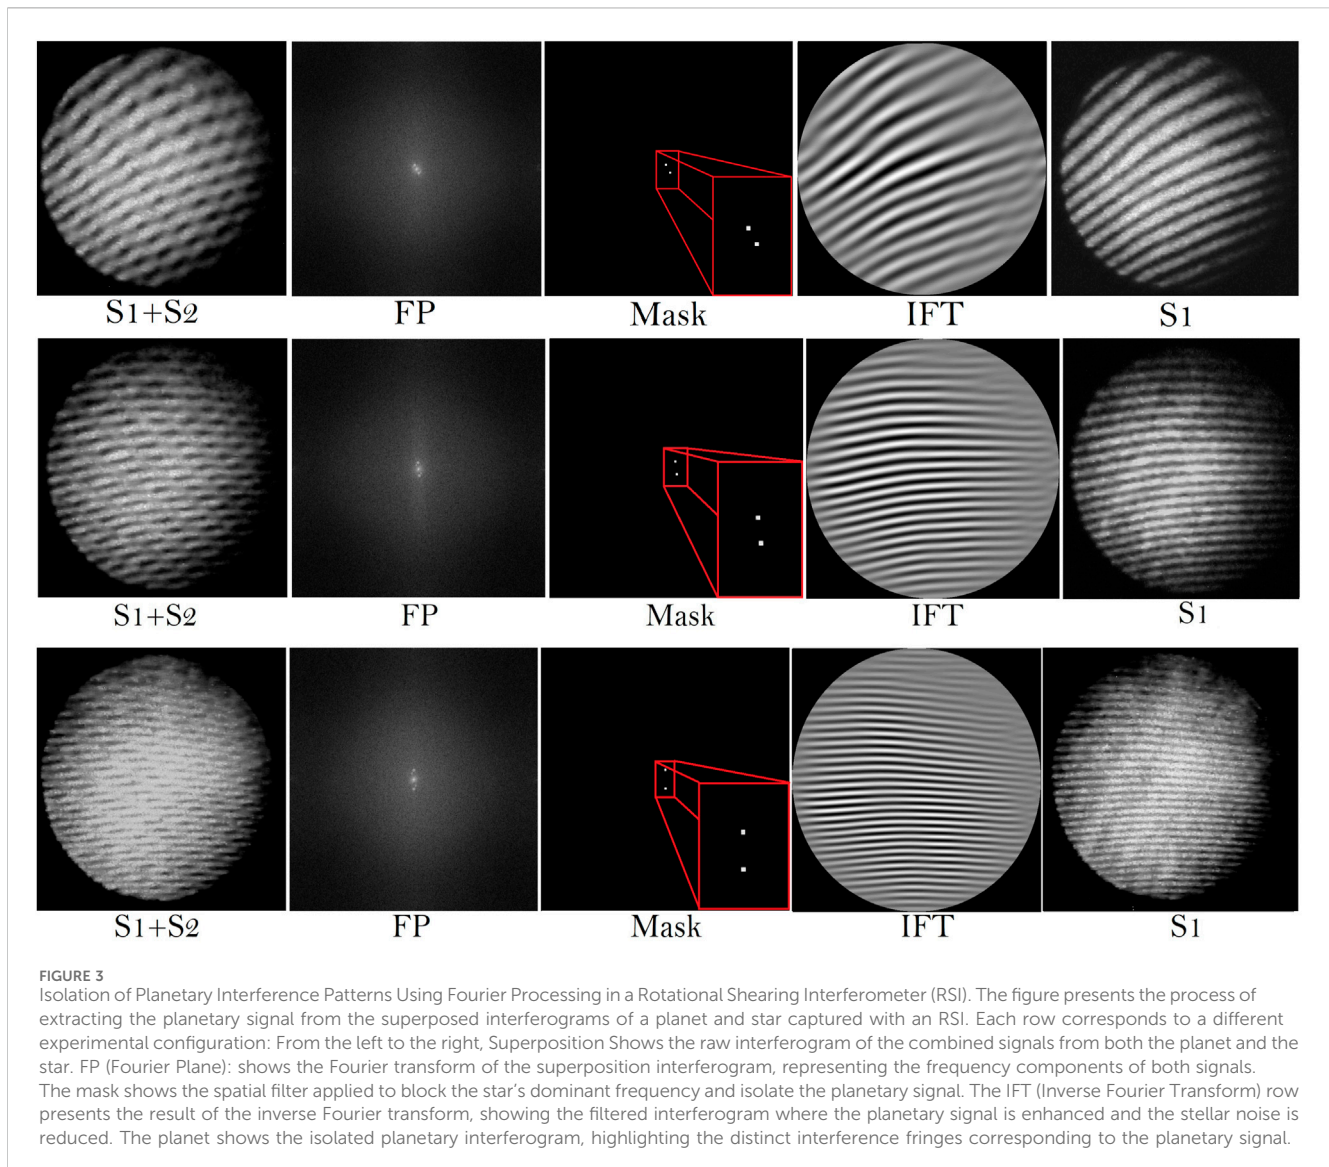 S1+S2 FP Mask IFT S1
S1+S2 FP Mask IFT S1
S1+S2 FP Mask IFT S1
FIGURE 3
Isolation of Planetary Interference Patterns Using Fourier Processing in a Rotational Shearing Interferometer (RSI). The figure presents the process of
extracting the planetary signal from the superposed interferograms of a planet and star captured with an RSI. Each row corresponds to a different
experimental configuration: From the left to the right, Superposition Shows the raw interferogram of the combined signals from both the planet and the
star. FP (Fourier Plane): shows the Fourier transform of the superposition interferogram, representing the frequency components of both signals.
The mask shows the spatial filter applied to block the star's dominant frequency and isolate the planetary signal. The IFT (Inverse Fourier Transform) row
presents the result of the inverse Fourier transform, showing the filtered interferogram where the planetary signal is enhanced and the stellar noise is
reduced. The planet shows the isolated planetary interferogram, highlighting the distinct interference fringes corresponding to the planetary signal.